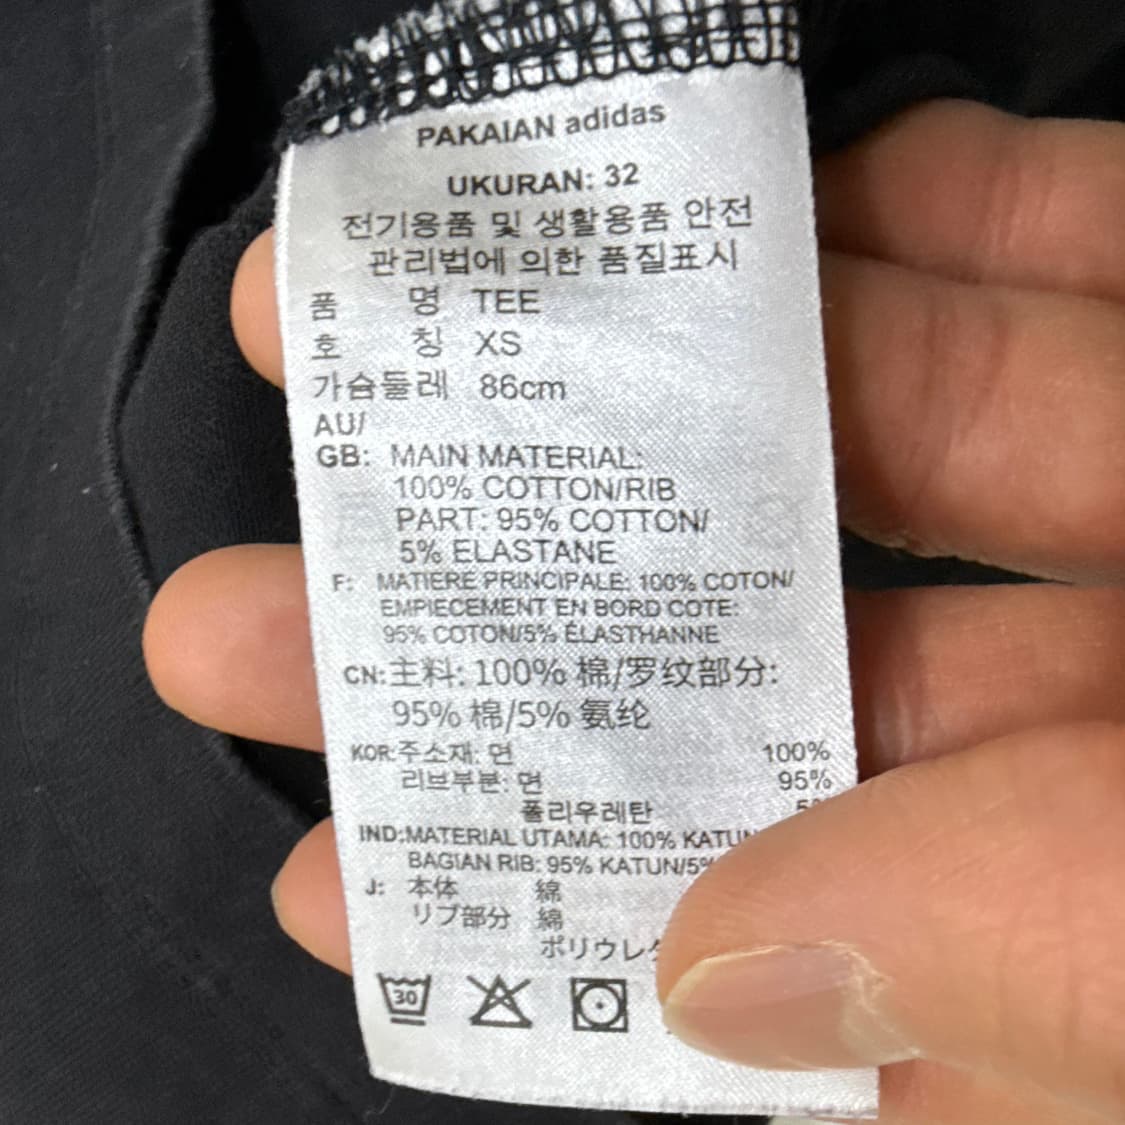 PAKAIAN adidas
UKURAN: 32
전기용품 및 생활용품 안전
관리법에 의한 품질표시
품 명 TEE
호 칭 XS
가슴둘레 86cm
AU/
GB: MAIN MATERIAL:
100% COTTON/RIB
PART: 95% COTTON/
5% ELASTANE
F: MATIERE PRINCIPALE: 100% COTON/
EMPIECEMENT EN BORD COTE:
95% COTON/5% ÉLASTHANNE
CN: 主料: 100% 棉/罗纹部分:
95% 棉/5% 氨纶
KOR: 주소재: 면 100%
리브부분: 면 95%
폴리우레탄
IND: MATERIAL UTAMA: 100%
BAGIAN RIB: 95% KATUN/5%
J: 本体 綿
リブ部分 綿
30